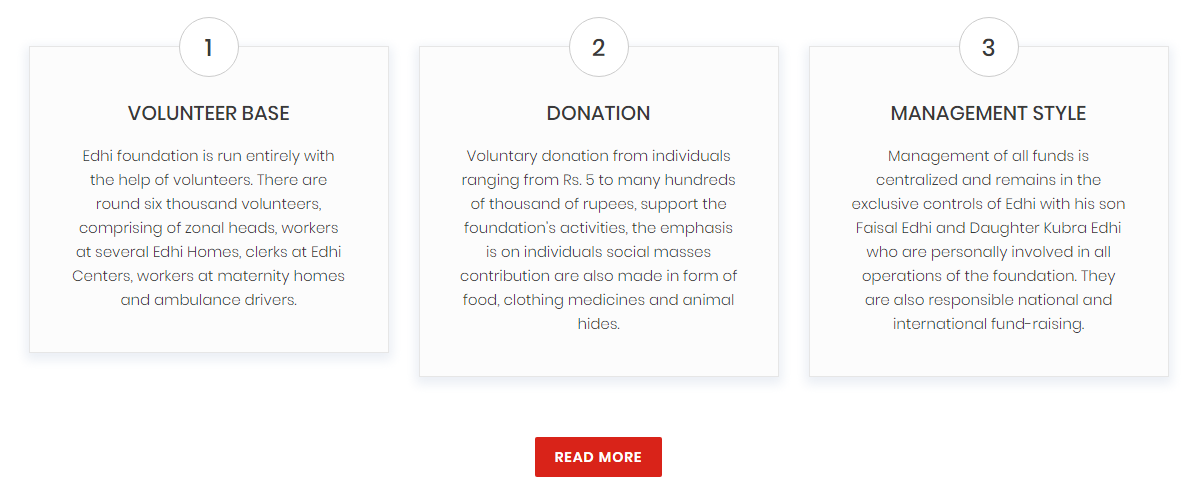 1
VOLUNTEER BASE
Edhi foundation is run entirely with
the help of volunteers. There are
round six thousand volunteers,
comprising of zonal heads, workers
at several Edhi Homes, clerks at Edhi
Centers, workers at maternity homes
and ambulance drivers.
2
DONATION
Voluntary donation from individuals
ranging from Rs. 5 to many hundreds
of thousand of rupees, support the
foundation's activities, the emphasis
is on individuals social masses
contribution are also made in form of
food, clothing medicines and animal
hides.
3
MANAGEMENT STYLE
Management of all funds is
centralized and remains in the
exclusive controls of Edhi with his son
Faisal Edhi and Daughter Kubra Edhi
who are personally involved in all
operations of the foundation. They
are also responsible national and
international fund-raising.
READ MORE